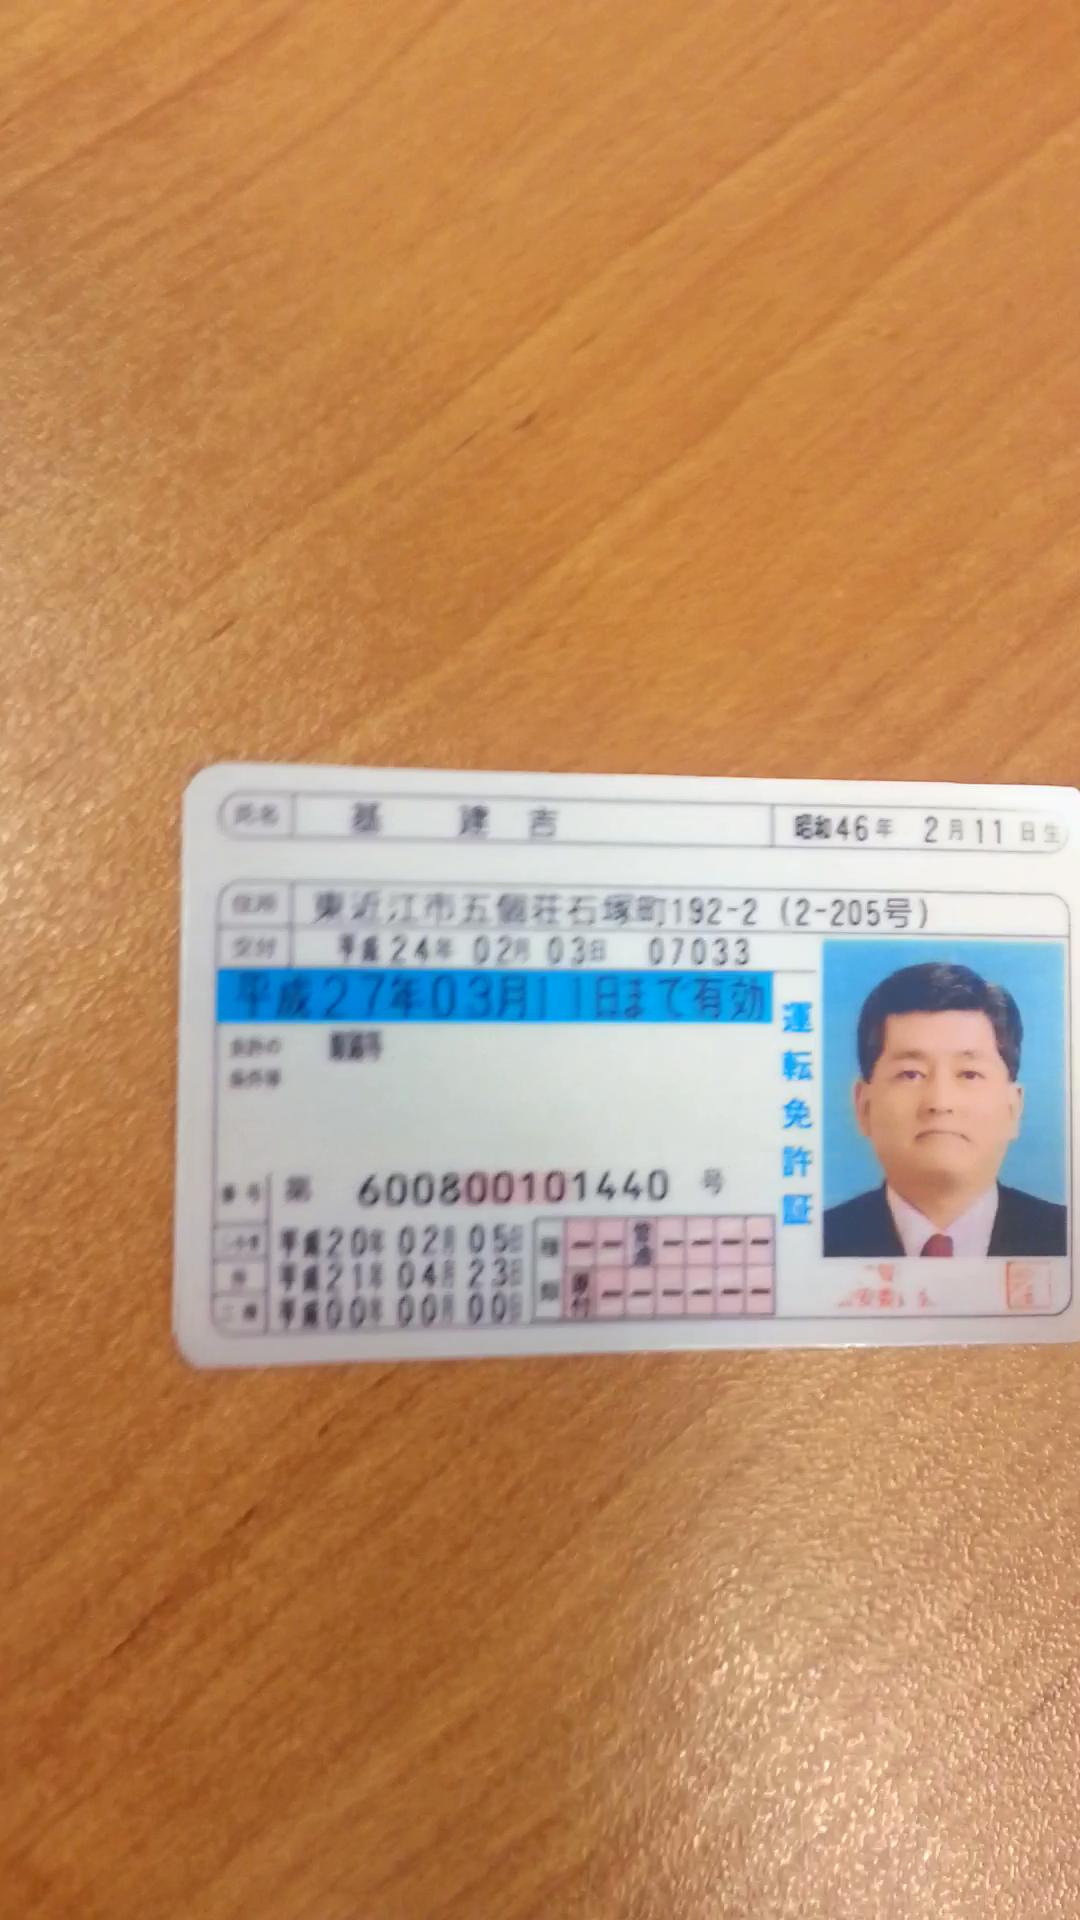 氏名 基 建 吉 昭和46年 2月11日生
住所 東近江市五個荘石塚町192-2 (2-205号)
交付 平成24年 02月 03日 07033
平成27年03月11日まで有効
免許の
条件等 眼鏡等
番号 第 600800101440 号
平成20年 02月 05日
他 平成21年 04月 23日
二種 平成00年 00月 00日
種類 普通 原付
運転免許証